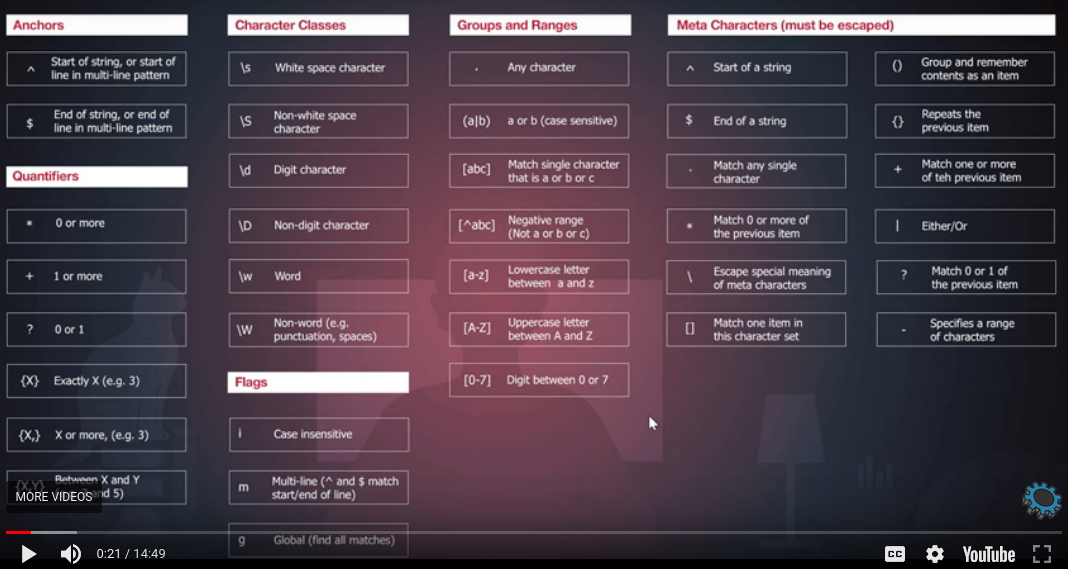 Anchors
^ Start of string, or start of
line in multi-line pattern
$ End of string, or end of
line in multi-line pattern
Quantifiers
* 0 or more
+ 1 or more
? 0 or 1
{X} Exactly X (e.g. 3)
{X,} X or more, (e.g. 3)
{X,Y} Between X and Y
and 5)
MORE VIDEOS
Character Classes
\s White space character
\S Non-white space
character
\d Digit character
\D Non-digit character
\w Word
\W Non-word (e.g.
punctuation, spaces)
Flags
i Case insensitive
m Multi-line (^ and $ match
start/end of line)
g Global (find all matches)
Groups and Ranges
. Any character
(a|b) a or b (case sensitive)
[abc] Match single character
that is a or b or c
[^abc] Negative range
(Not a or b or c)
[a-z] Lowercase letter
between a and z
[A-Z] Uppercase letter
between A and Z
[0-7] Digit between 0 or 7
Meta Characters (must be escaped)
^ Start of a string
$ End of a string
. Match any single
character
* Match 0 or more of
the previous item
\ Escape special meaning
of meta characters
[] Match one item in
this character set
() Group and remember
contents as an item
{} Repeats the
previous item
+ Match one or more
of teh previous item
| Either/Or
? Match 0 or 1 of
the previous item
- Specifies a range
of characters
0:21 / 14:49
CC
YouTube